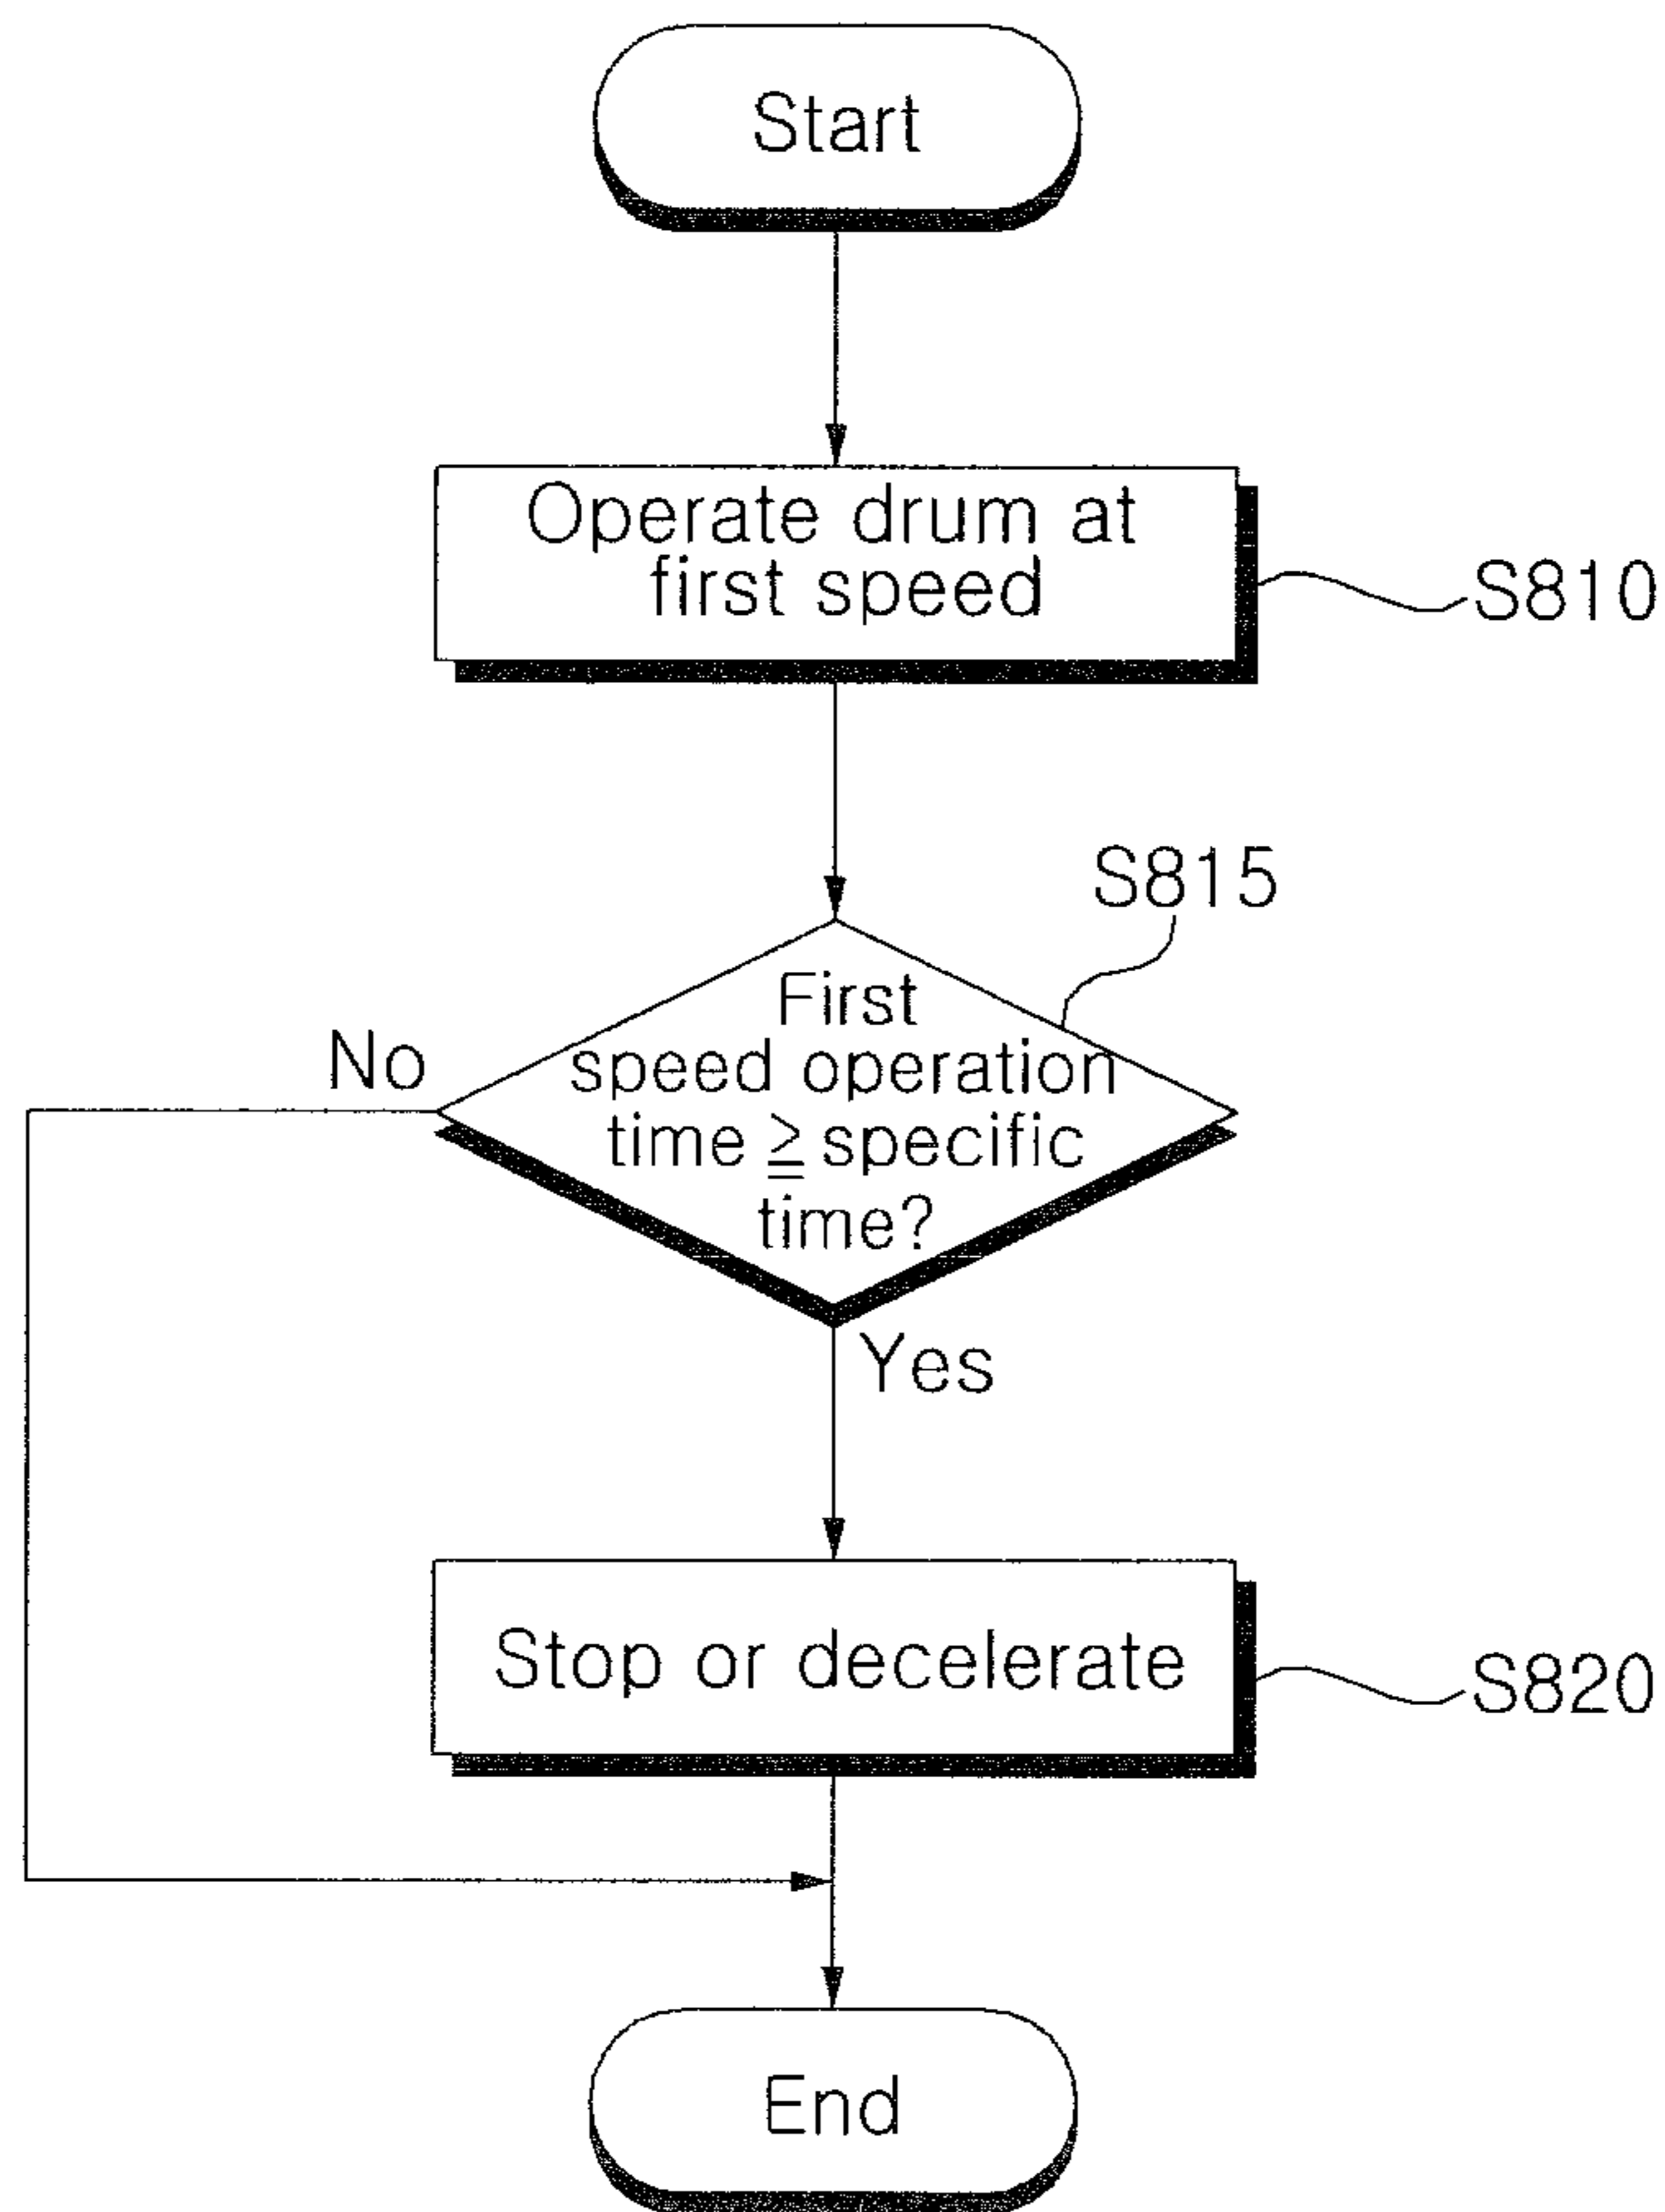 Start
Operate drum at
first speed
S810
S815
First
speed operation
time ≧ specific
time?
No
Yes
Stop or decelerate
S820
End